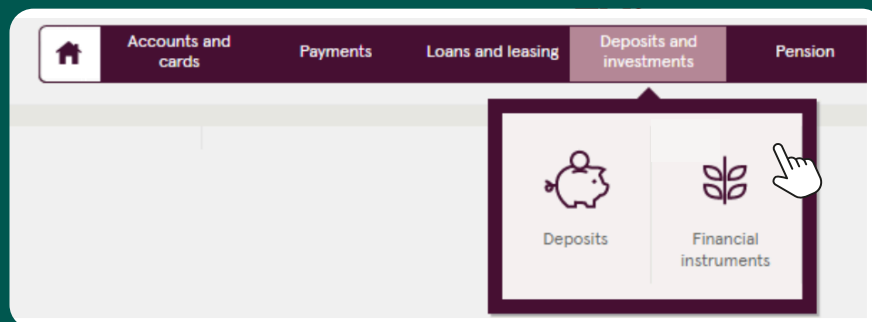 Accounts and
cards
Payments
Loans and leasing
Deposits and
investments
Pension
Deposits
Financial
instruments